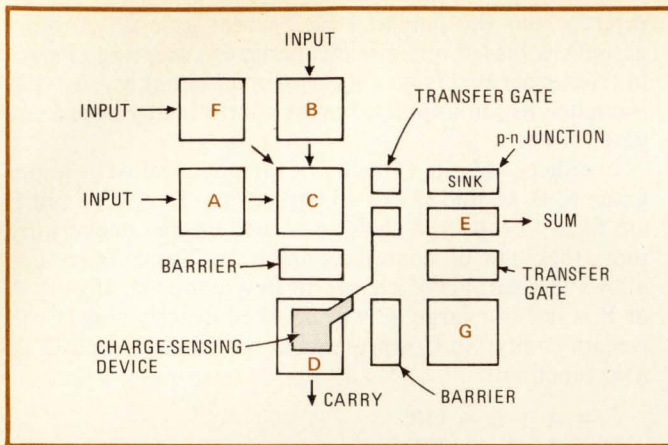 INPUT
TRANSFER GATE
INPUT
F
B
p-n JUNCTION
SINK
INPUT
A
C
E
SUM
BARRIER
TRANSFER
GATE
CHARGE-SENSING
DEVICE
D
G
CARRY
BARRIER